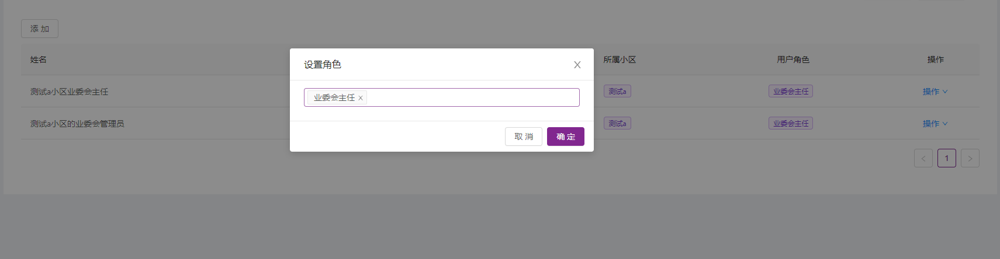 添 加
姓名 所属小区 用户角色 操作
测试a小区业委会主任 测试a 业委会主任 操作
测试a小区的业委会管理员 测试a 业委会主任 操作
1
设置角色
业委会主任
取 消 确 定